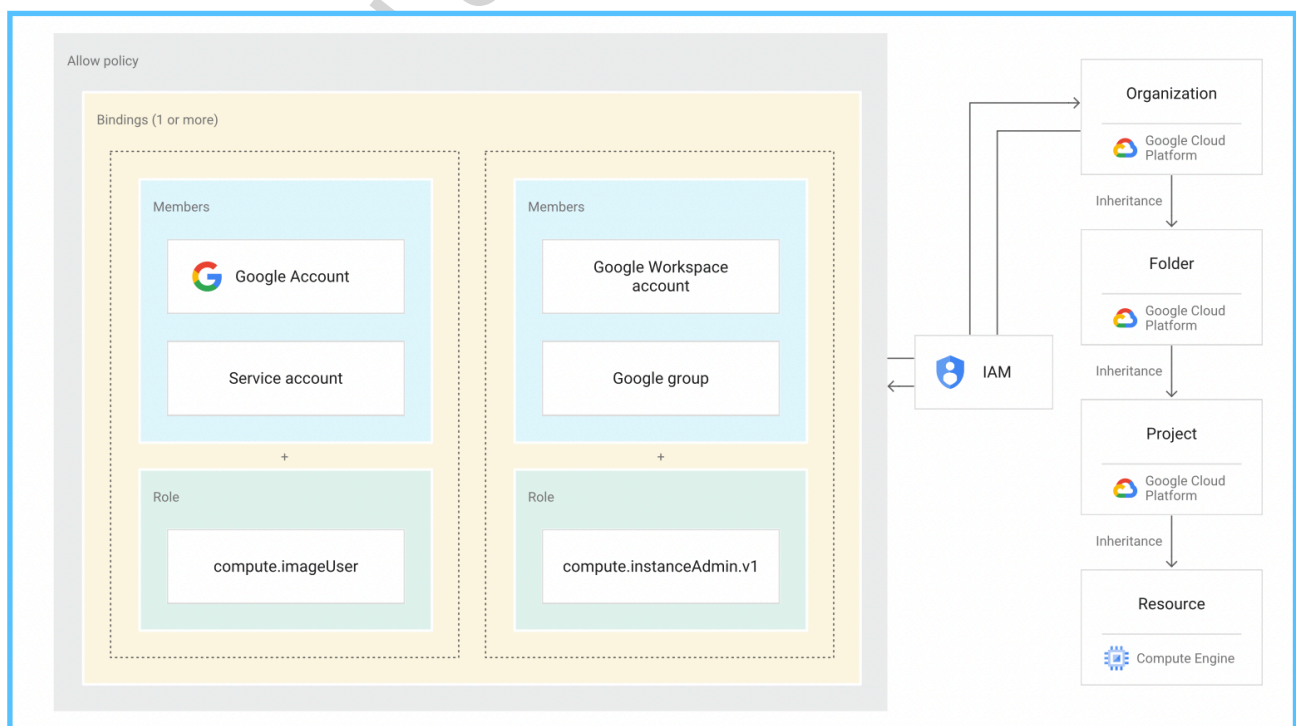 Allow policy
Bindings (1 or more)
Members
Google Account
Service account
+
Role
compute.imageUser
Members
Google Workspace
account
Google group
+
Role
compute.instanceAdmin.v1
IAM
Organization
Google Cloud
Platform
Inheritance
Folder
Google Cloud
Platform
Inheritance
Project
Google Cloud
Platform
Inheritance
Resource
Compute Engine